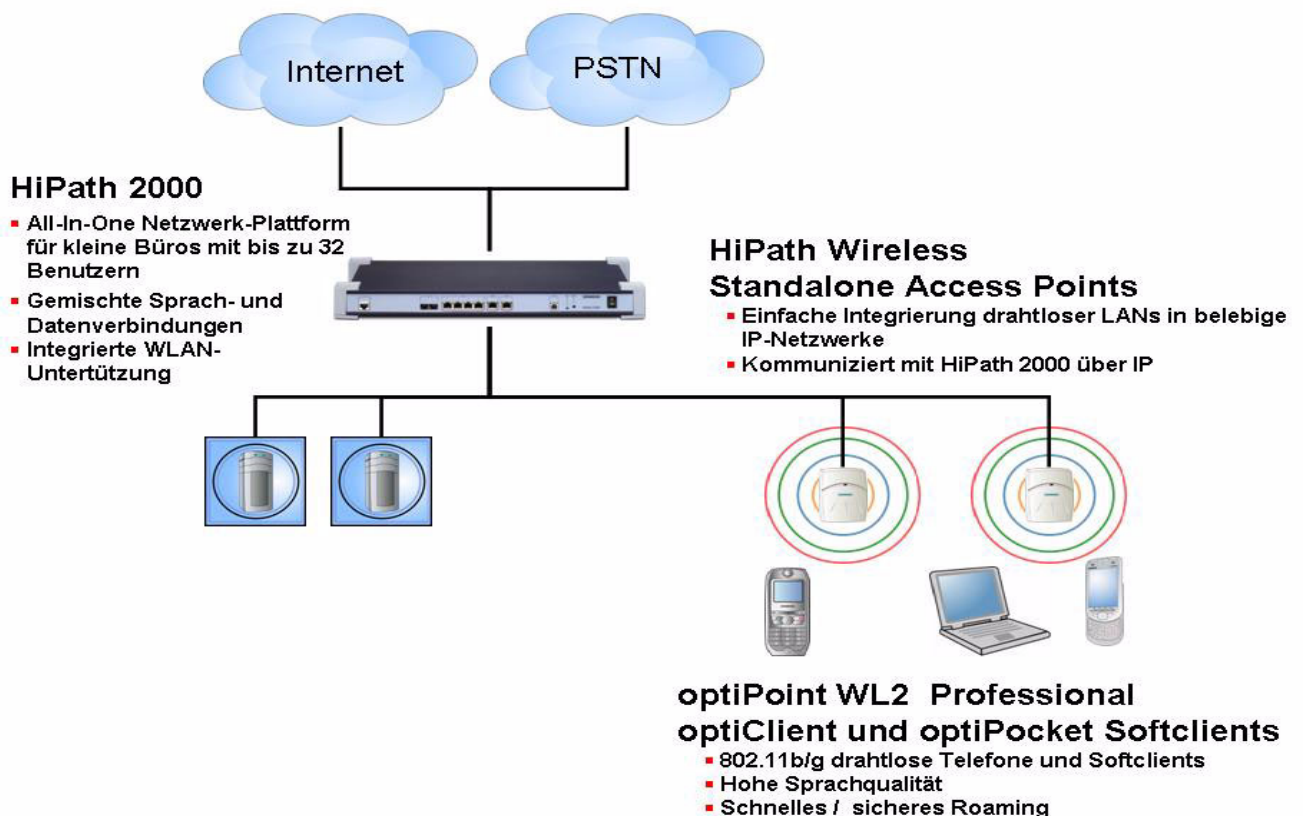 Internet
PSTN
HiPath 2000
All-In-One Netzwerk-Plattform
für kleine Büros mit bis zu 32
Benutzern
Gemischte Sprach- und
Datenverbindungen
Integrierte WLAN-
Untertützung
HiPath Wireless
Standalone Access Points
Einfache Integrierung drahtloser LANs in belebige
IP-Netzwerke
Kommuniziert mit HiPath 2000 über IP
optiPoint WL2 Professional
optiClient und optiPocket Softclients
802.11b/g drahtlose Telefone und Softclients
Hohe Sprachqualität
Schnelles / sicheres Roaming